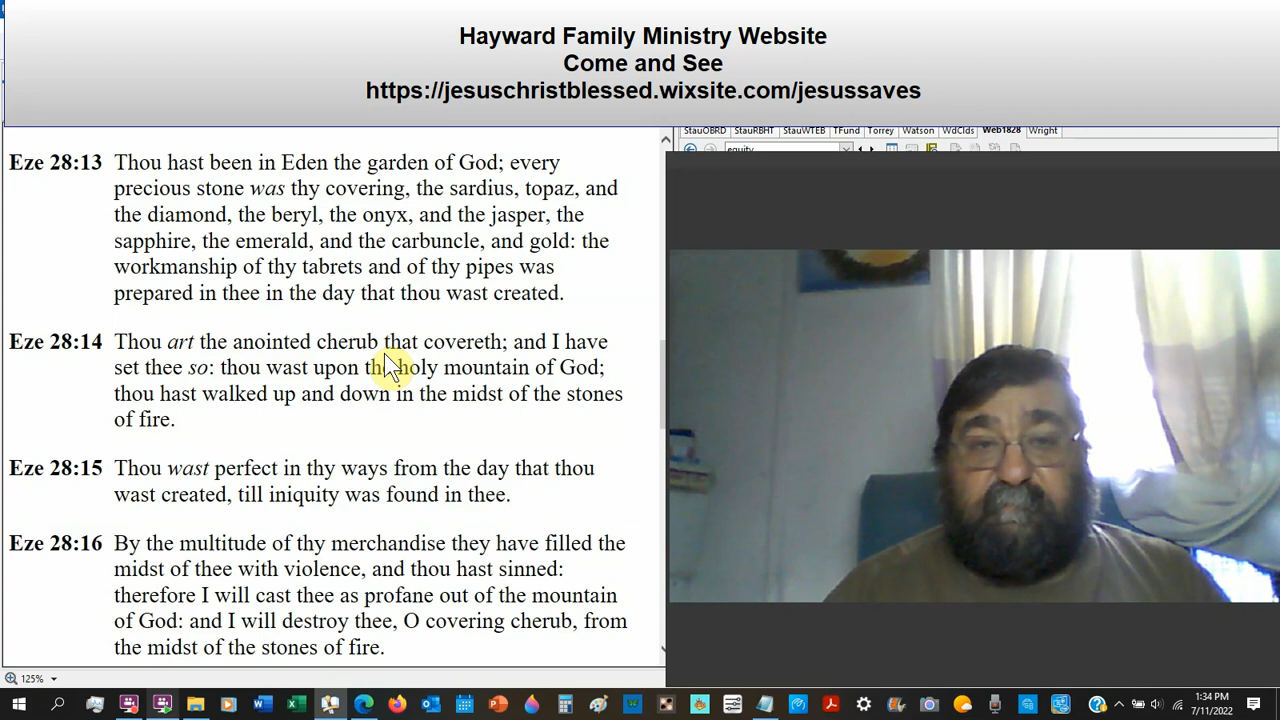 Hayward Family Ministry Website
Come and See
https://jesuschristblessed.wixsite.com/jesussaves
StauOBRD StauRBHT StauWTEB TFund Torrey Watson WdClds Web1828 Wright
equity
Eze 28:13 Thou hast been in Eden the garden of God; every
precious stone was thy covering, the sardius, topaz, and
the diamond, the beryl, the onyx, and the jasper, the
sapphire, the emerald, and the carbuncle, and gold: the
workmanship of thy tabrets and of thy pipes was
prepared in thee in the day that thou wast created.
Eze 28:14 Thou art the anointed cherub that covereth; and I have
set thee so: thou wast upon the holy mountain of God;
thou hast walked up and down in the midst of the stones
of fire.
Eze 28:15 Thou wast perfect in thy ways from the day that thou
wast created, till iniquity was found in thee.
Eze 28:16 By the multitude of thy merchandise they have filled the
midst of thee with violence, and thou hast sinned:
therefore I will cast thee as profane out of the mountain
of God: and I will destroy thee, O covering cherub, from
the midst of the stones of fire.
125%
1:34 PM
7/11/2022